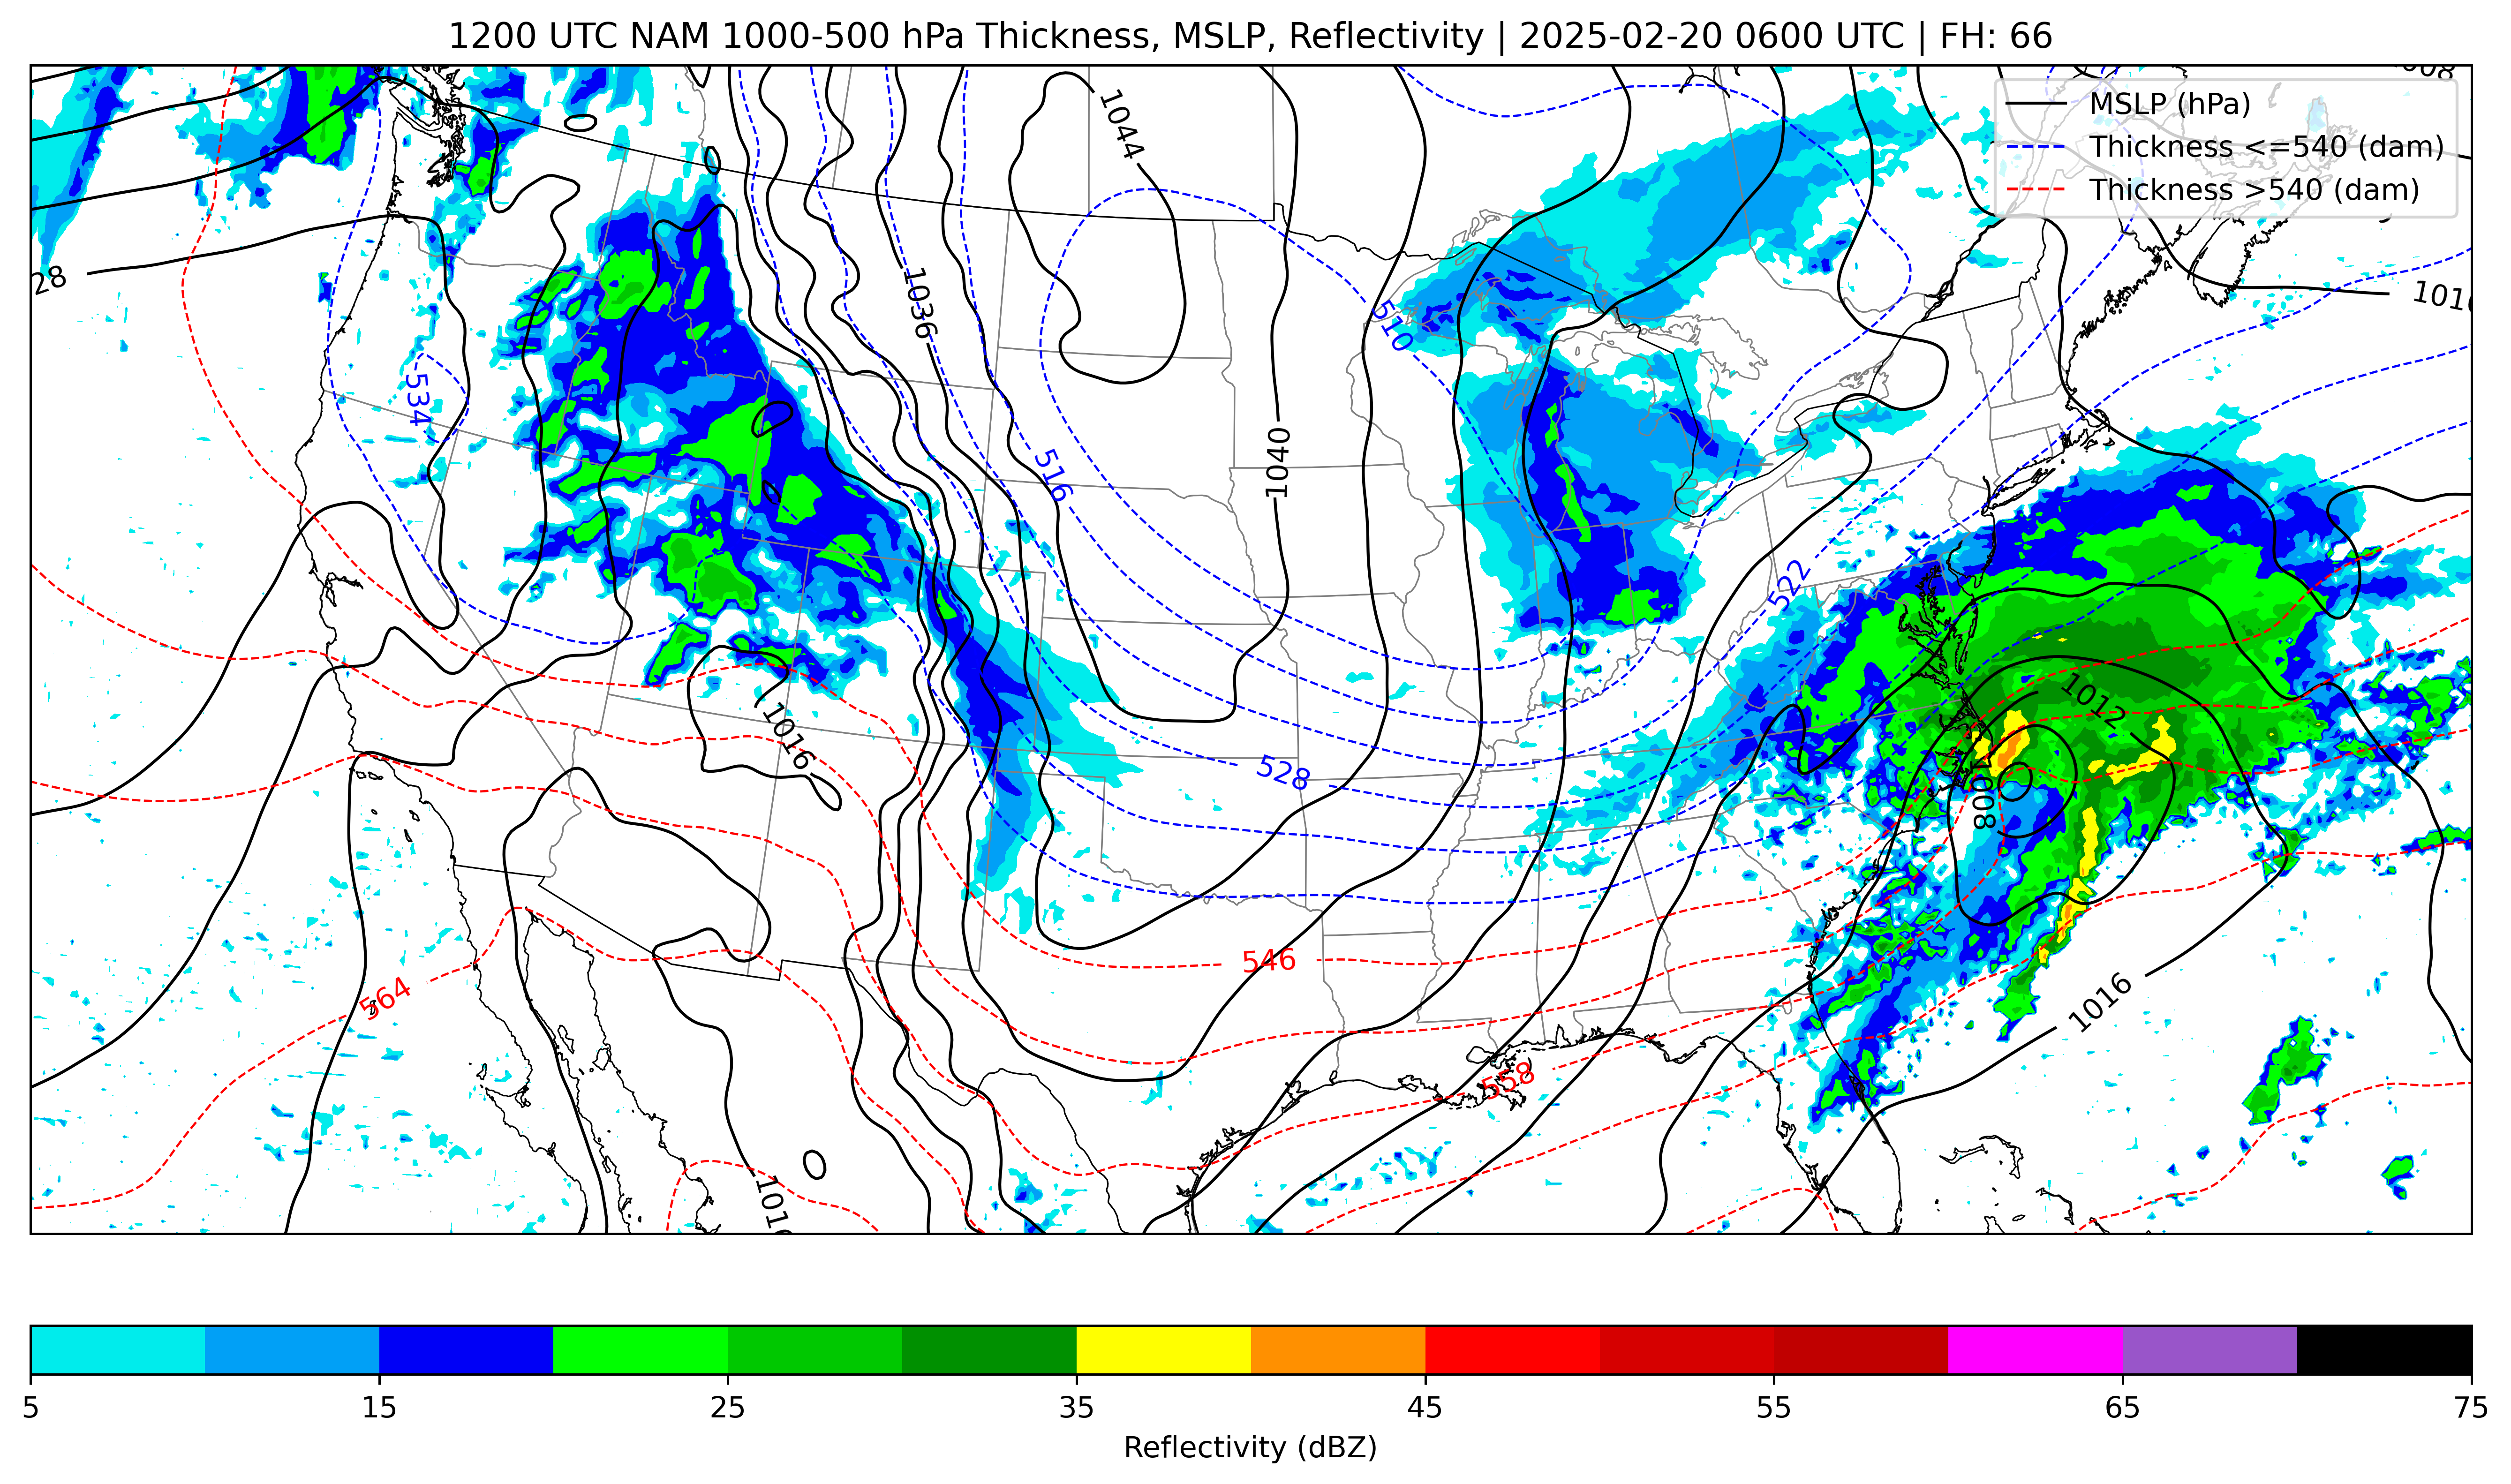 1200 UTC NAM 1000-500 hPa Thickness, MSLP, Reflectivity | 2025-02-20 0600 UTC | FH: 66
MSLP (hPa)
Thickness <=540 (dam)
Thickness >540 (dam)
1044
28
1036
1016
510
534
516
1040
522
1012
1016
528
1008
546
564
1016
558
5 15 25 35 45 55 65 75
Reflectivity (dBZ)